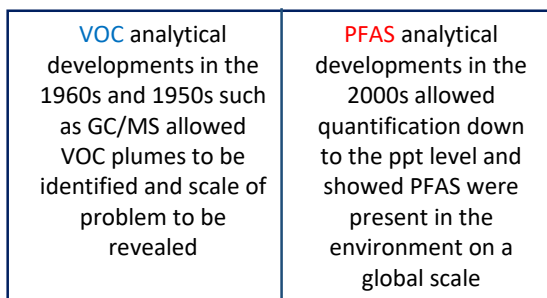 VOC analytical
developments in the
1960s and 1950s such
as GC/MS allowed
VOC plumes to be
identified and scale of
problem to be
revealed
PFAS analytical
developments in the
2000s allowed
quantification down
to the ppt level and
showed PFAS were
present in the
environment on a
global scale